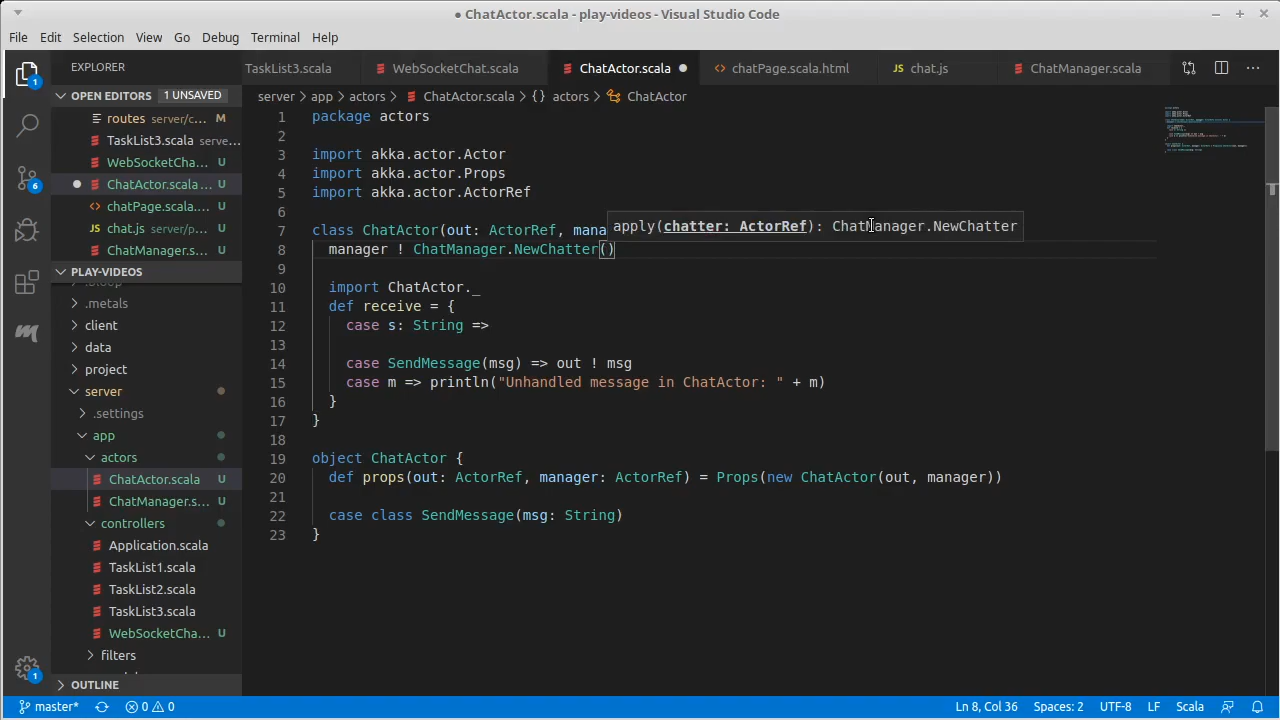 ● ChatActor.scala - play-videos - Visual Studio Code
File Edit Selection View Go Debug Terminal Help
EXPLORER
TaskList3.scala WebSocketChat.scala ChatActor.scala ● <> chatPage.scala.html JS chat.js ChatManager.scala ...
1
OPEN EDITORS 1 UNSAVED
server > app > actors > ChatActor.scala > {} actors > ChatActor
routes server/c... M
TaskList3.scala serve...
WebSocketCha... U
6
● ChatActor.scala ... U
<> chatPage.scala.... U
JS chat.js server/p... U
ChatManager.s... U
PLAY-VIDEOS
.bloop
.metals
client
data
project
server
.settings
app
actors
ChatActor.scala U
ChatManager.s... U
controllers
Application.scala
TaskList1.scala
TaskList2.scala
TaskList3.scala
WebSocketCha... U
filters
OUTLINE
1
1 package actors
2
3 import akka.actor.Actor
4 import akka.actor.Props
5 import akka.actor.ActorRef
6
7 class ChatActor(out: ActorRef, mana
apply(chatter: ActorRef): ChatManager.NewChatter
8 manager ! ChatManager.NewChatter()
9
10 import ChatActor._
11 def receive = {
12 case s: String =>
13
14 case SendMessage(msg) => out ! msg
15 case m => println("Unhandled message in ChatActor: " + m)
16 }
17 }
18
19 object ChatActor {
20 def props(out: ActorRef, manager: ActorRef) = Props(new ChatActor(out, manager))
21
22 case class SendMessage(msg: String)
23 }
master* 0 0 Ln 8, Col 36 Spaces: 2 UTF-8 LF Scala